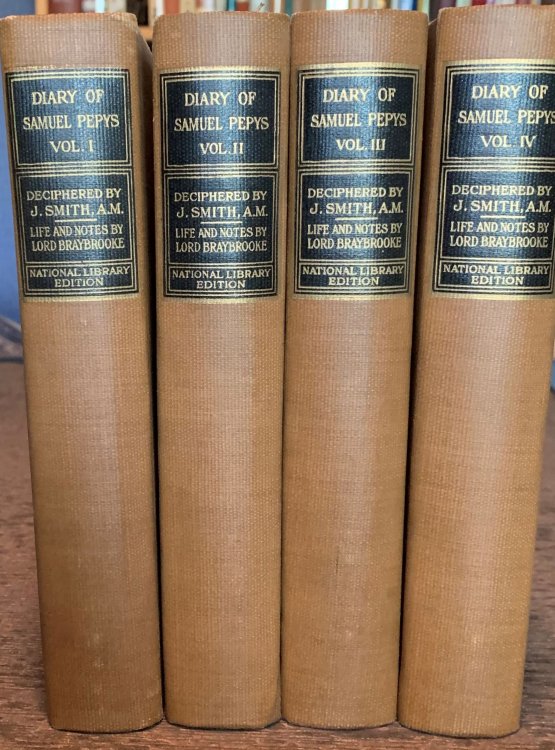 DIARY OF
SAMUEL PEPYS
VOL. I
DECIPHERED BY
J. SMITH, A.M.
LIFE AND NOTES BY
LORD BRAYBROOKE
NATIONAL LIBRARY
EDITION
DIARY OF
SAMUEL PEPYS
VOL. II
DECIPHERED BY
J. SMITH, A.M.
LIFE AND NOTES BY
LORD BRAYBROOKE
NATIONAL LIBRARY
EDITION
DIARY OF
SAMUEL PEPYS
VOL. III
DECIPHERED BY
J. SMITH, A.M.
LIFE AND NOTES BY
LORD BRAYBROOKE
NATIONAL LIBRARY
EDITION
DIARY OF
SAMUEL PEPYS
VOL. IV
DECIPHERED BY
J. SMITH, A.M.
LIFE AND NOTES BY
LORD BRAYBROOKE
NATIONAL LIBRARY
EDITION